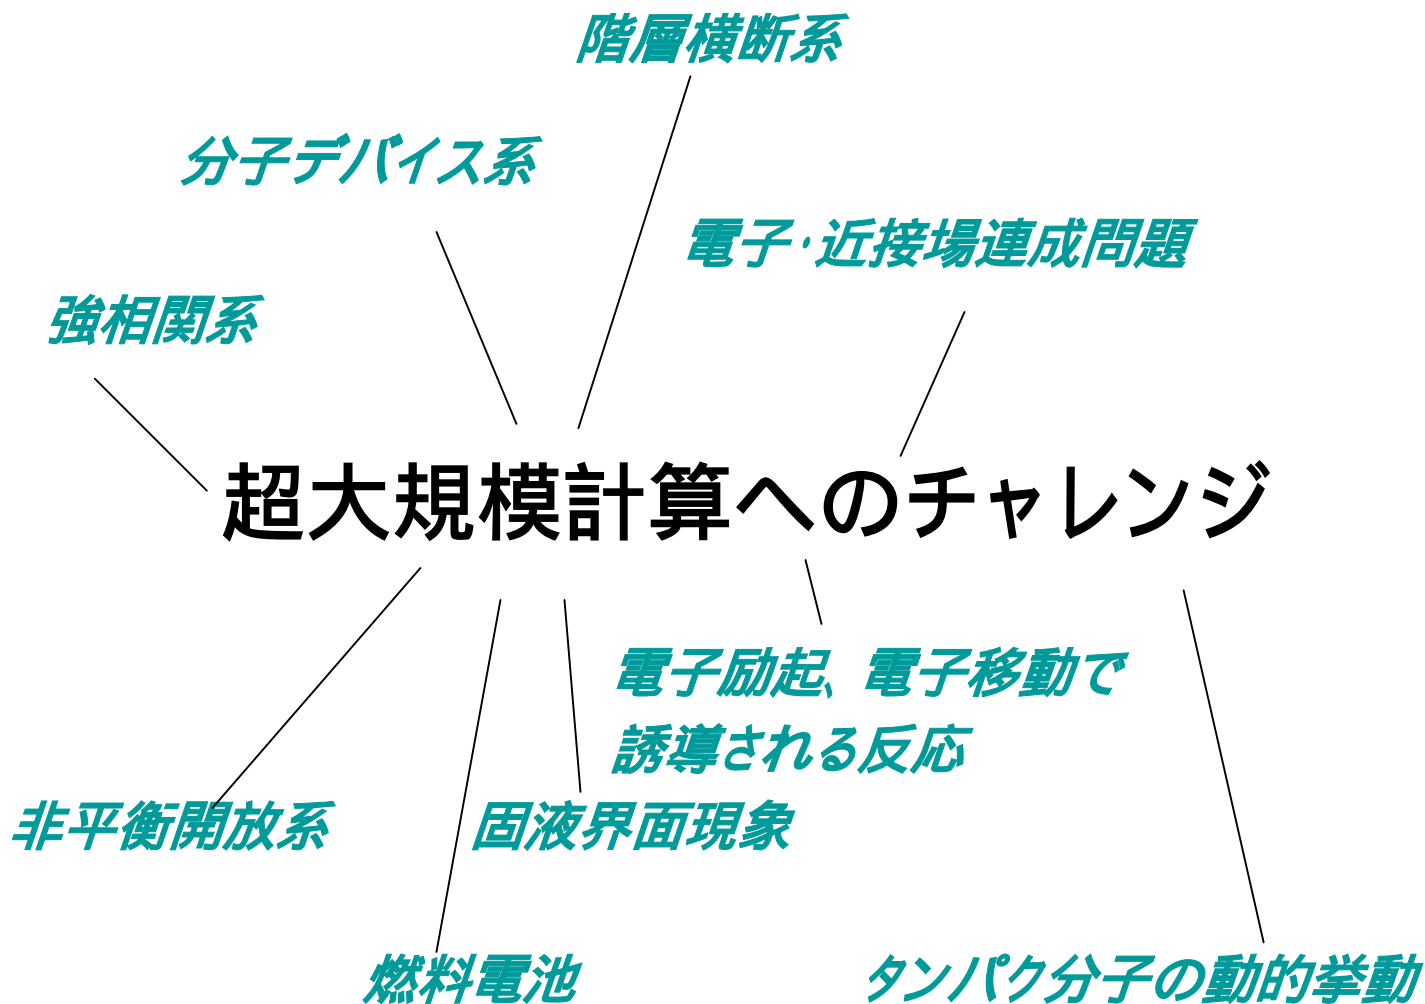 階層横断系
分子デバイス系
電子・近接場連成問題
強相関系
超大規模計算へのチャレンジ
電子励起、電子移動で
誘導される反応
非平衡開放系
固液界面現象
燃料電池
タンパク分子の動的挙動